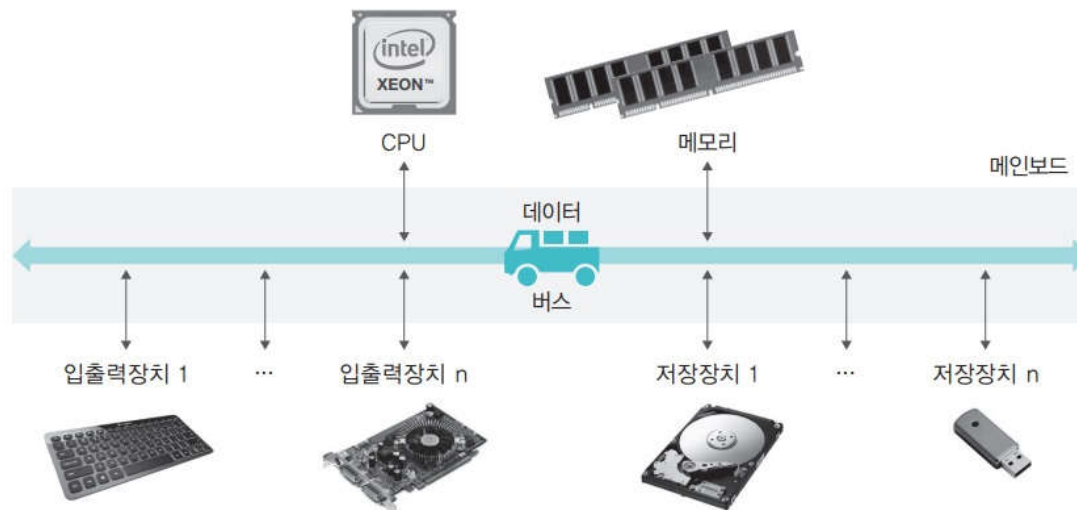 intel
XEON™
CPU
메모리
메인보드
데이터
버스
입출력장치 1
...
입출력장치 n
저장장치 1
...
저장장치 n